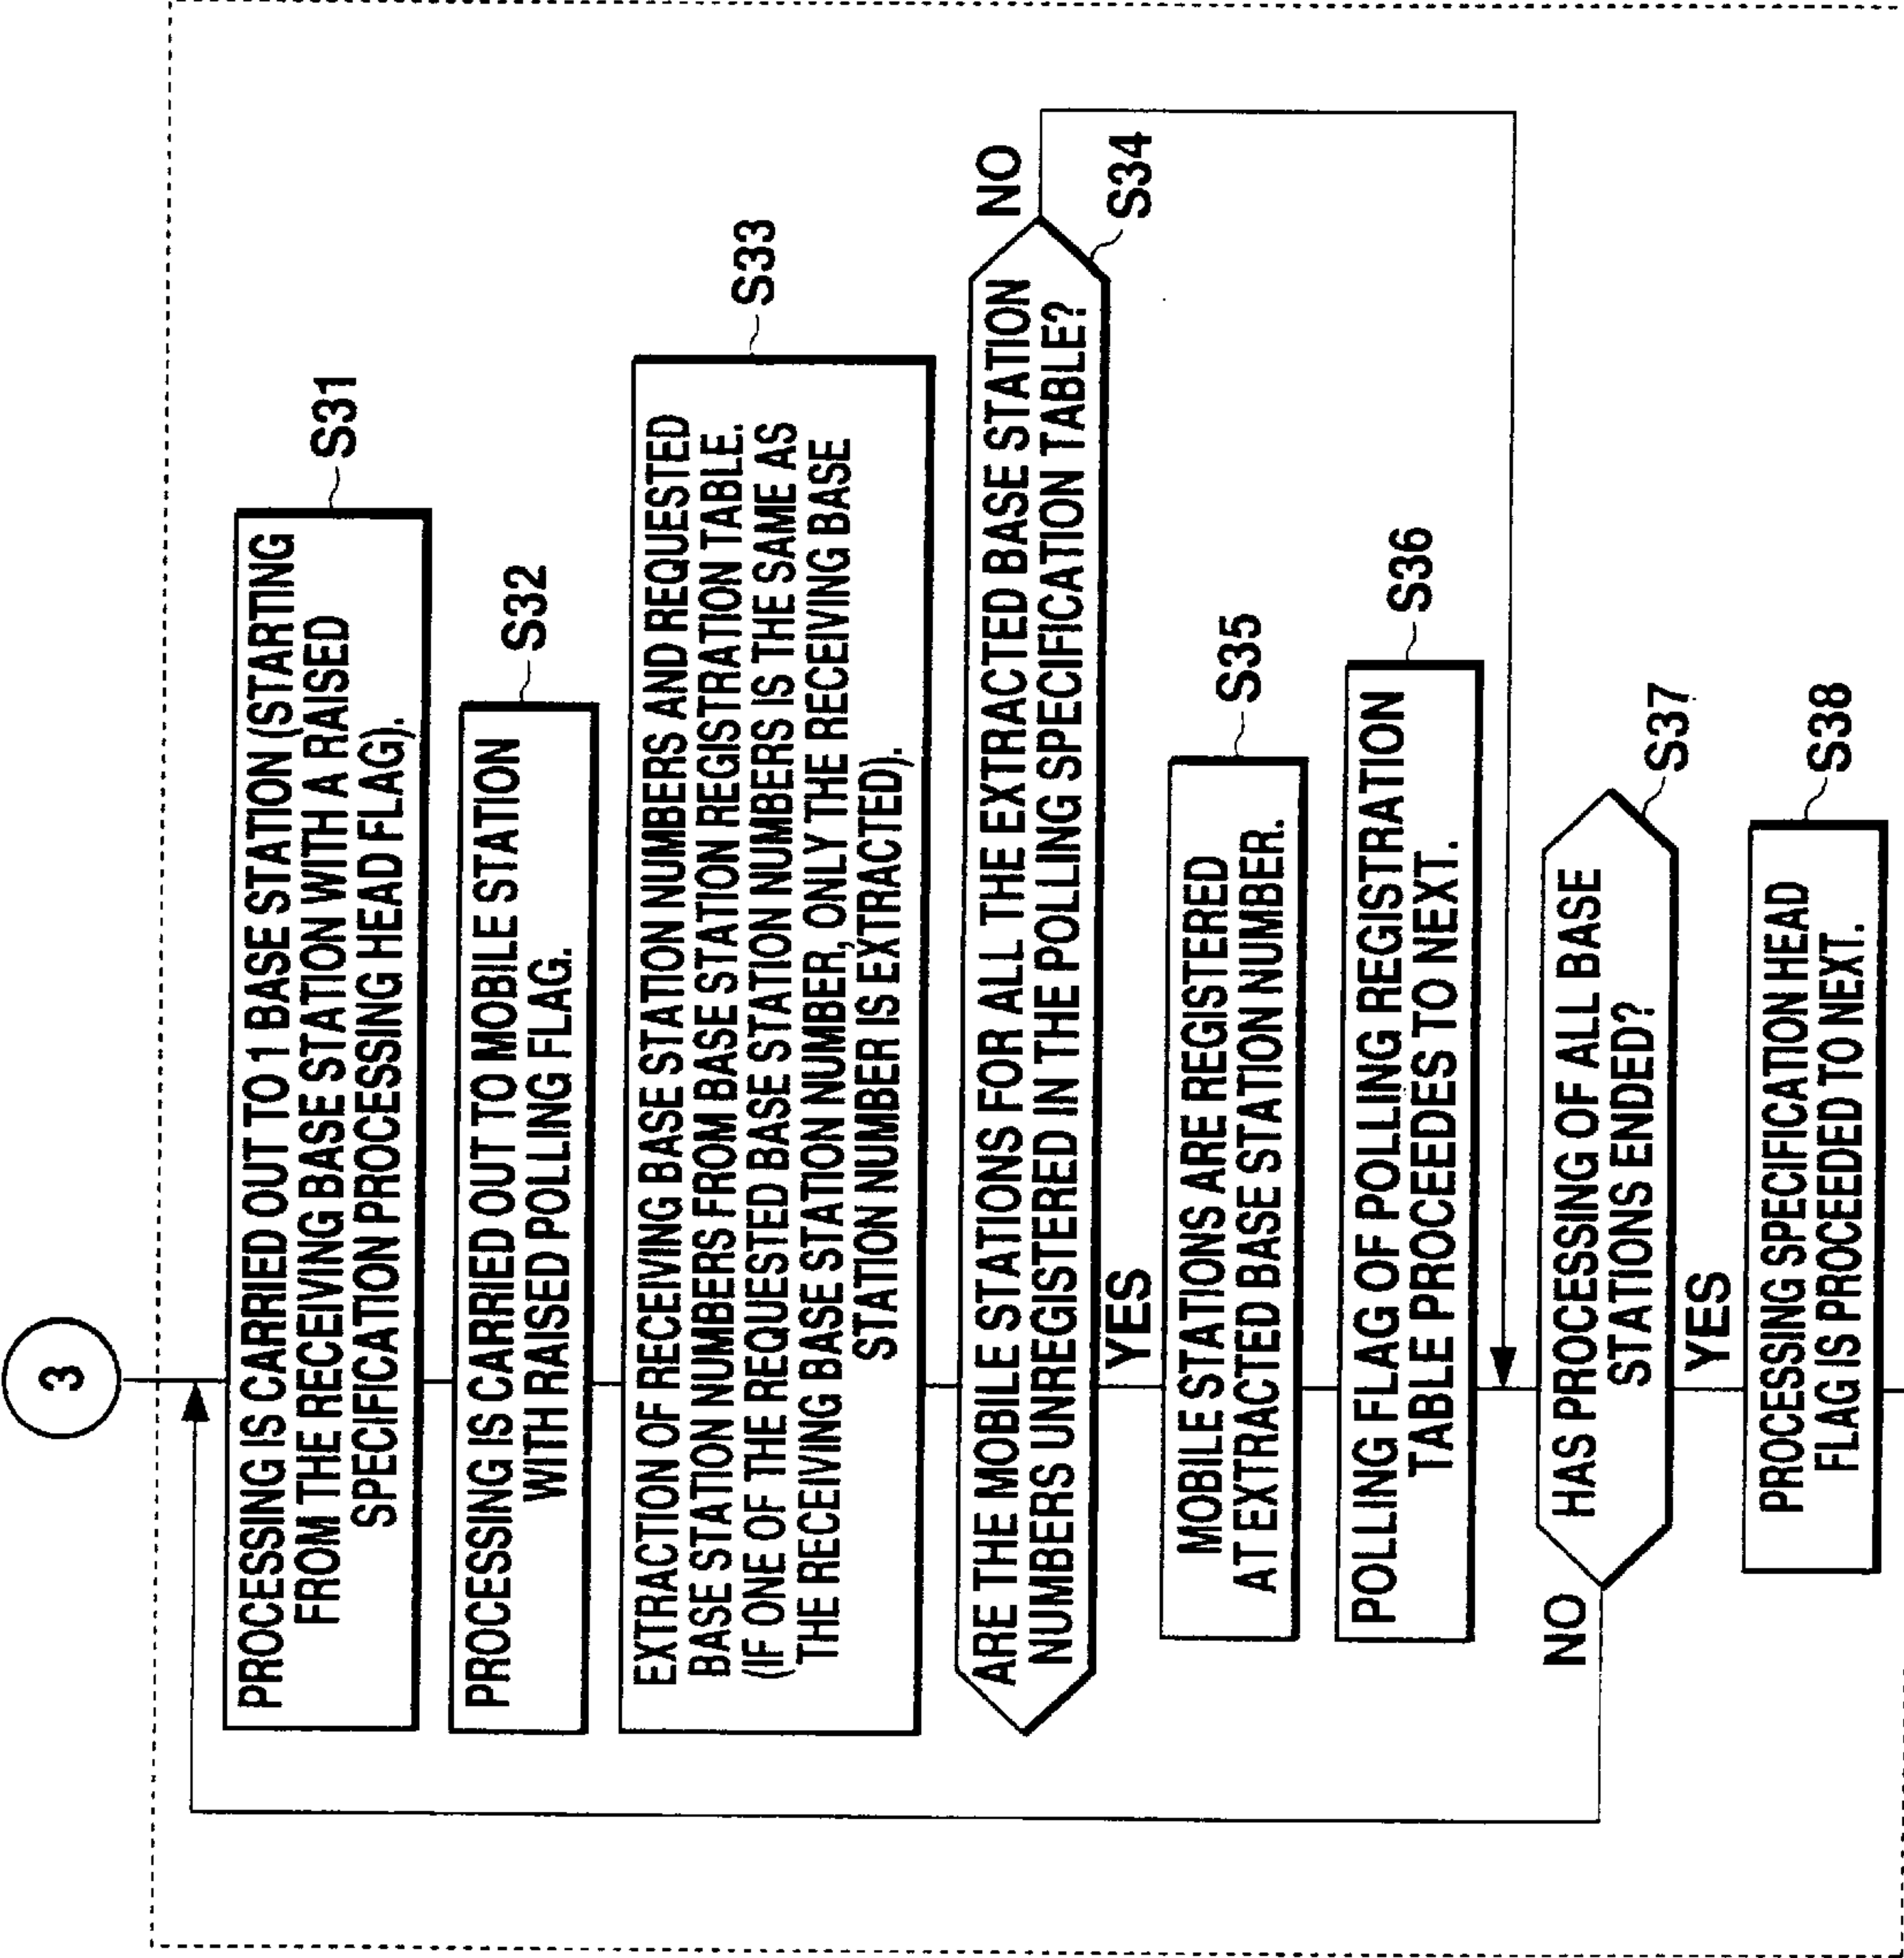 3
PROCESSING IS CARRIED OUT TO 1 BASE STATION (STARTING
FROM THE RECEIVING BASE STATION WITH A RAISED
SPECIFICATION PROCESSING HEAD FLAG).
S31
PROCESSING IS CARRIED OUT TO MOBILE STATION
WITH RAISED POLLING FLAG.
S32
EXTRACTION OF RECEIVING BASE STATION NUMBERS AND REQUESTED
BASE STATION NUMBERS FROM BASE STATION REGISTRATION TABLE.
(IF ONE OF THE REQUESTED BASE STATION NUMBERS IS THE SAME AS
THE RECEIVING BASE STATION NUMBER, ONLY THE RECEIVING BASE
STATION NUMBER IS EXTRACTED).
S33
ARE THE MOBILE STATIONS FOR ALL THE EXTRACTED BASE STATION
NUMBERS UNREGISTERED IN THE POLLING SPECIFICATION TABLE?
NO
S34
YES
MOBILE STATIONS ARE REGISTERED
AT EXTRACTED BASE STATION NUMBER.
S35
POLLING FLAG OF POLLING REGISTRATION
TABLE PROCEDES TO NEXT.
S36
HAS PROCESSING OF ALL BASE
STATIONS ENDED?
S37
NO
YES
PROCESSING SPECIFICATION HEAD
FLAG IS PROCEEDED TO NEXT.
S38